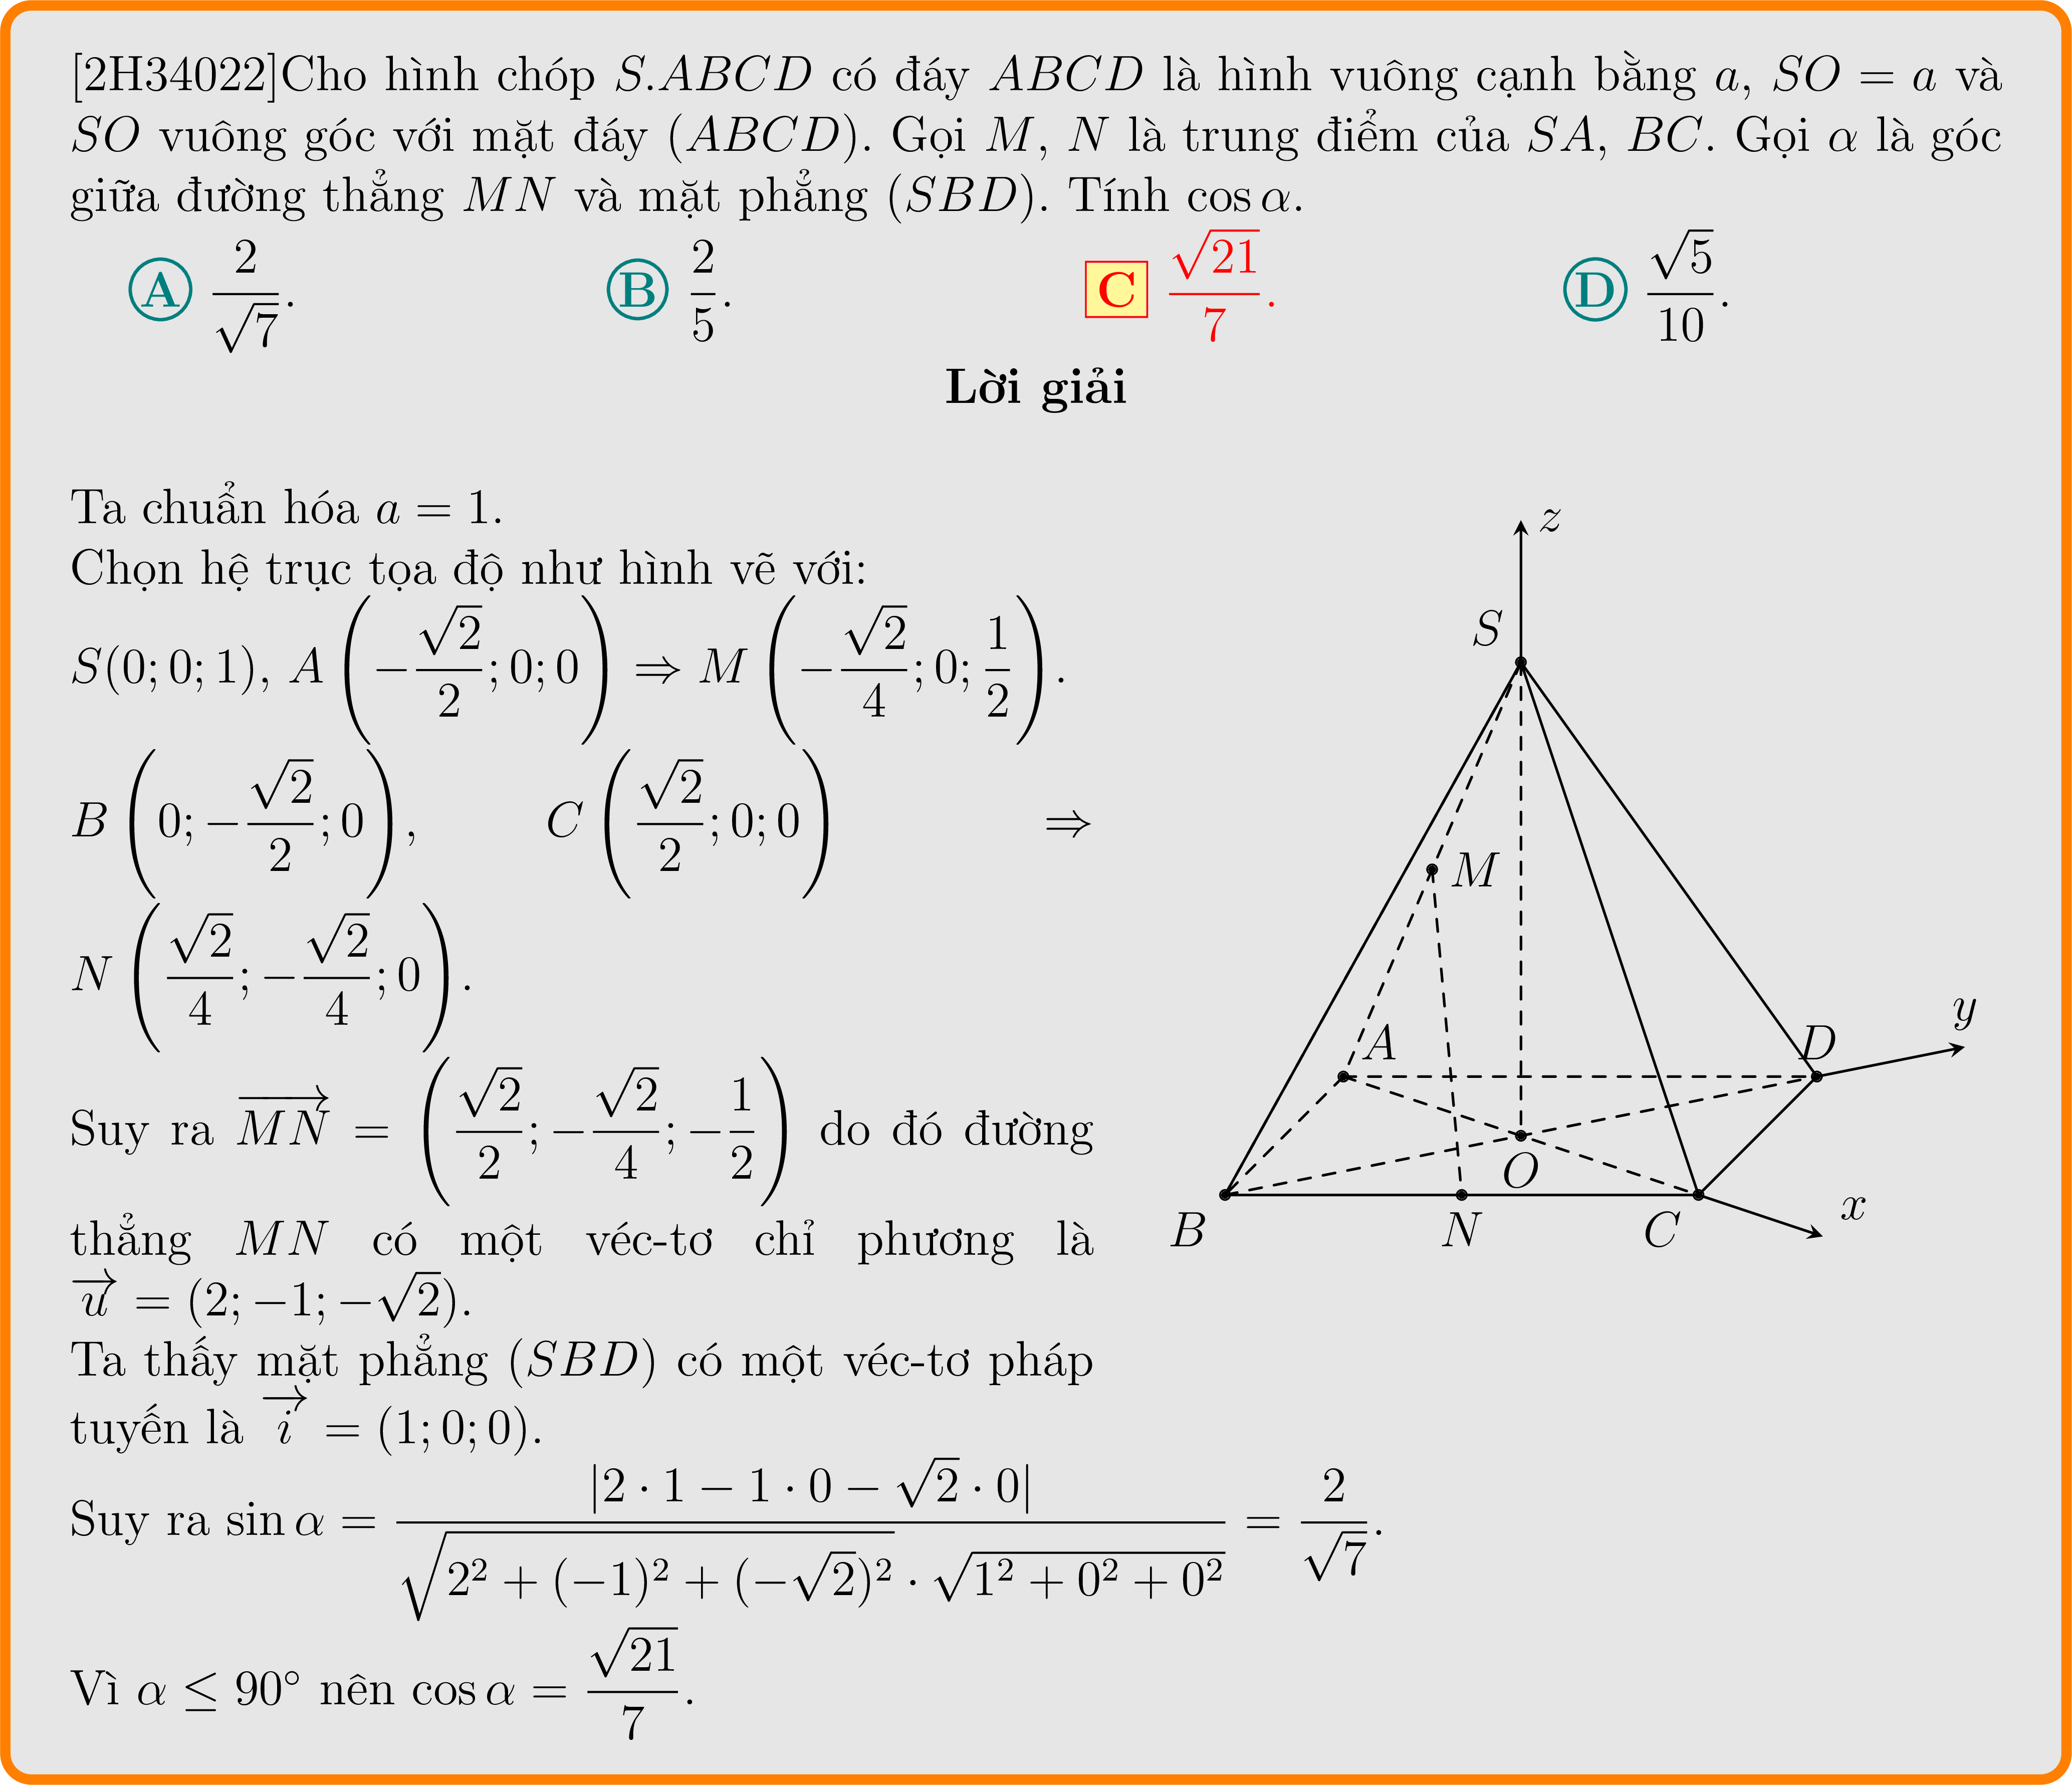 [2H34022]Cho hình chóp S.ABCD có đáy ABCD là hình vuông cạnh bằng a, SO = a và
SO vuông góc với mặt đáy (ABCD). Gọi M, N là trung điểm của SA, BC. Gọi α là góc
giữa đường thẳng MN và mặt phẳng (SBD). Tính cos α.
A $\frac{2}{\sqrt{7}}$. B $\frac{2}{5}$. C $\frac{\sqrt{21}}{7}$. D $\frac{\sqrt{5}}{10}$.
Lời giải
Ta chuẩn hóa a = 1.
Chọn hệ trục tọa độ như hình vẽ với:
$S(0; 0; 1)$, $A\left(-\frac{\sqrt{2}}{2}; 0; 0\right) \Rightarrow M\left(-\frac{\sqrt{2}}{4}; 0; \frac{1}{2}\right)$.
$B\left(0; -\frac{\sqrt{2}}{2}; 0\right)$, $C\left(\frac{\sqrt{2}}{2}; 0; 0\right) \Rightarrow$
$N\left(\frac{\sqrt{2}}{4}; -\frac{\sqrt{2}}{4}; 0\right)$.
Suy ra $\overrightarrow{MN} = \left(\frac{\sqrt{2}}{2}; -\frac{\sqrt{2}}{4}; -\frac{1}{2}\right)$ do đó đường
thẳng MN có một véc-tơ chỉ phương là
$\overrightarrow{u} = (2; -1; -\sqrt{2})$.
Ta thấy mặt phẳng (SBD) có một véc-tơ pháp
tuyến là $\overrightarrow{i} = (1; 0; 0)$.
Suy ra $\sin α = \frac{|2 \cdot 1 - 1 \cdot 0 - \sqrt{2} \cdot 0|}{\sqrt{2^2 + (-1)^2 + (-\sqrt{2})^2} \cdot \sqrt{1^2 + 0^2 + 0^2}} = \frac{2}{\sqrt{7}}$.
Vì $α \leq 90^\circ$ nên $\cos α = \frac{\sqrt{21}}{7}$.
z
S
M
A
D
y
O
B
N
C
x